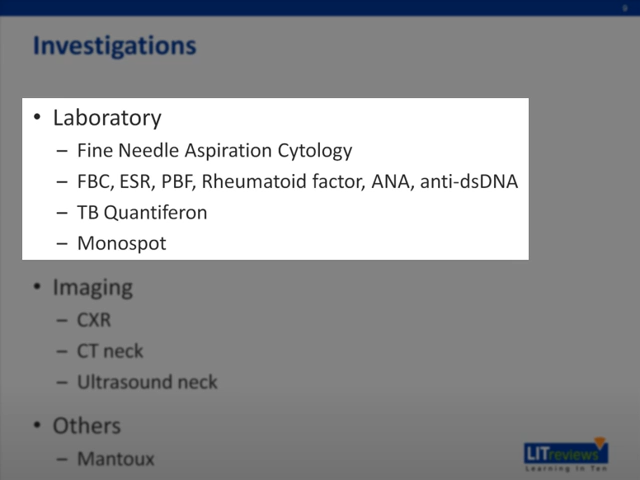 9
Investigations
• Laboratory
– Fine Needle Aspiration Cytology
– FBC, ESR, PBF, Rheumatoid factor, ANA, anti-dsDNA
– TB Quantiferon
– Monospot
• Imaging
– CXR
– CT neck
– Ultrasound neck
• Others
– Mantoux
LITreviews
Learning In Ten